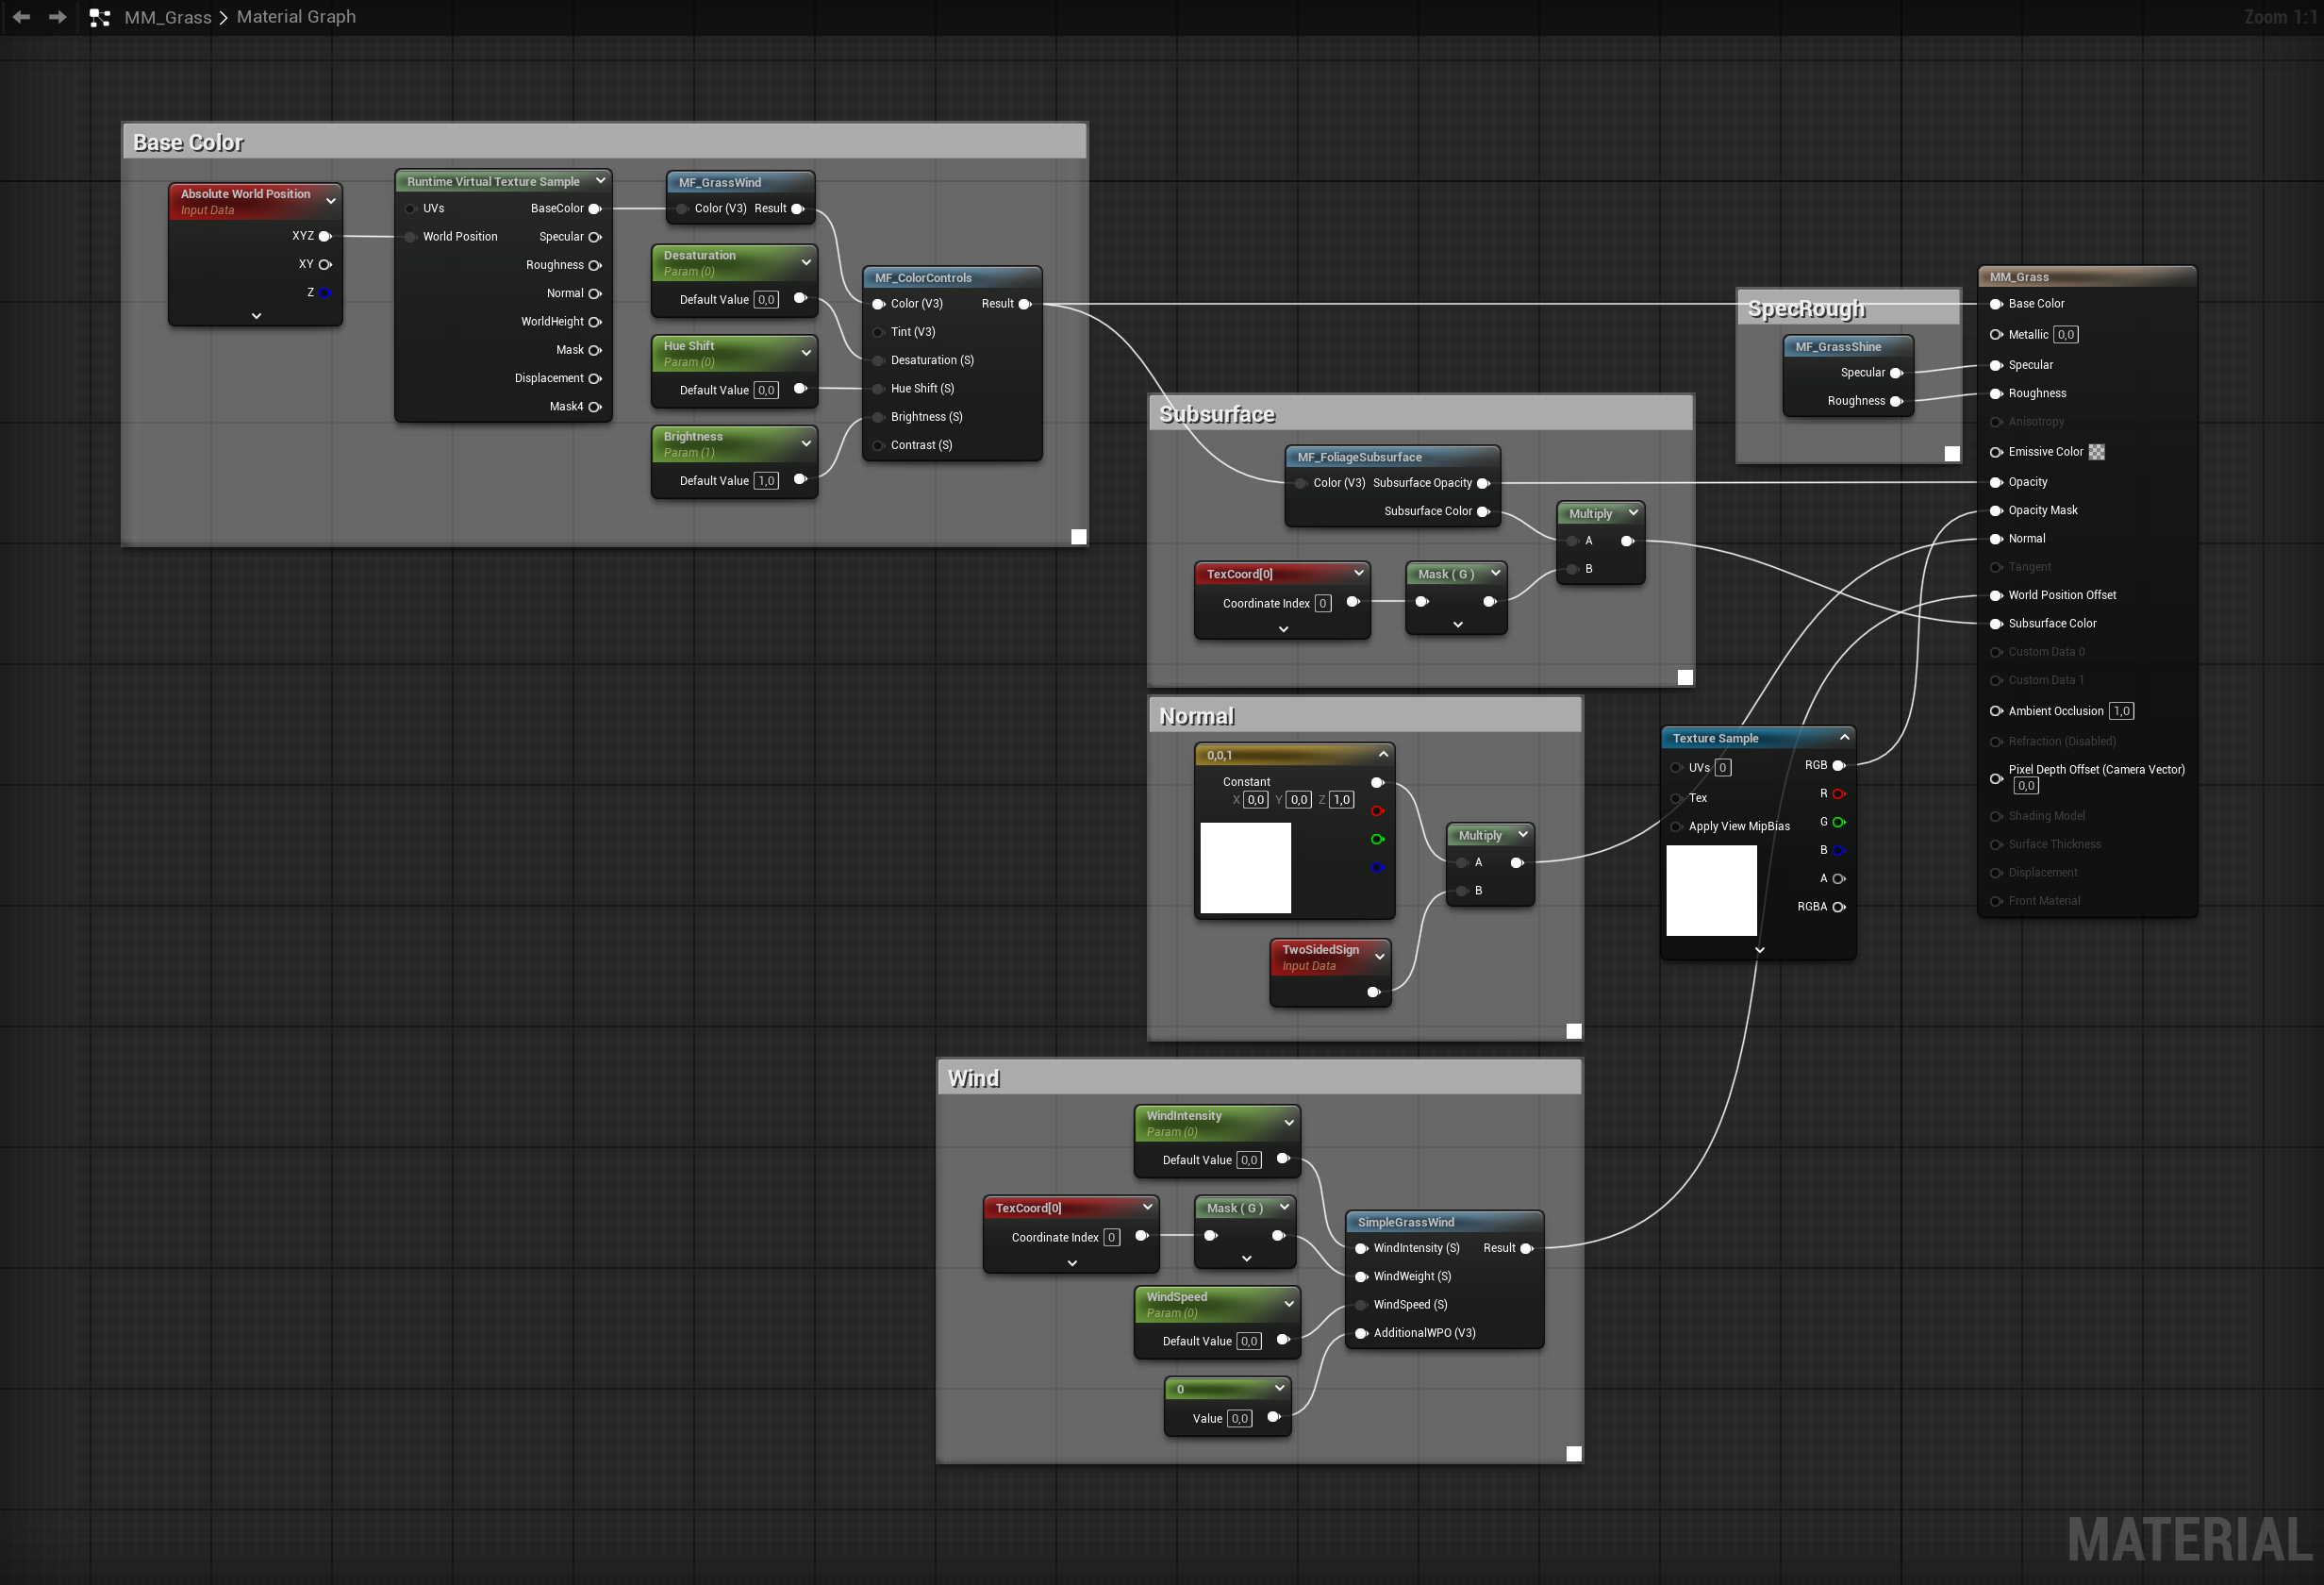 MM_Grass > Material Graph
Zoom 1:1
Base Color
Absolute World Position
Input Data
XYZ
XY
Z
Runtime Virtual Texture Sample
UVs BaseColor
World Position Specular
Roughness
Normal
WorldHeight
Mask
Displacement
Mask4
MF_GrassWind
Color (V3) Result
Desaturation
Param (0)
Default Value 0,0
Hue Shift
Param (0)
Default Value 0,0
Brightness
Param (1)
Default Value 1,0
MF_ColorControls
Color (V3) Result
Tint (V3)
Desaturation (S)
Hue Shift (S)
Brightness (S)
Contrast (S)
Subsurface
MF_FoliageSubsurface
Color (V3) Subsurface Opacity
Subsurface Color
Multiply
A
B
TexCoord[0]
Coordinate Index 0
Mask ( G )
SpecRough
MF_GrassShine
Specular
Roughness
MM_Grass
Base Color
Metallic 0,0
Specular
Roughness
Anisotropy
Emissive Color
Opacity
Opacity Mask
Normal
Tangent
World Position Offset
Subsurface Color
Custom Data 0
Custom Data 1
Ambient Occlusion 1,0
Refraction (Disabled)
Pixel Depth Offset (Camera Vector)
0,0
Shading Model
Surface Thickness
Displacement
Front Material
Normal
0,0,1
Constant
X 0,0 Y 0,0 Z 1,0
Multiply
A
B
TwoSidedSign
Input Data
Texture Sample
UVs 0 RGB
Tex R
Apply View MipBias G
B
A
RGBA
Wind
WindIntensity
Param (0)
Default Value 0,0
TexCoord[0]
Coordinate Index 0
Mask ( G )
WindSpeed
Param (0)
Default Value 0,0
0
Value 0,0
SimpleGrassWind
WindIntensity (S) Result
WindWeight (S)
WindSpeed (S)
AdditionalWPO (V3)
MATERIAL